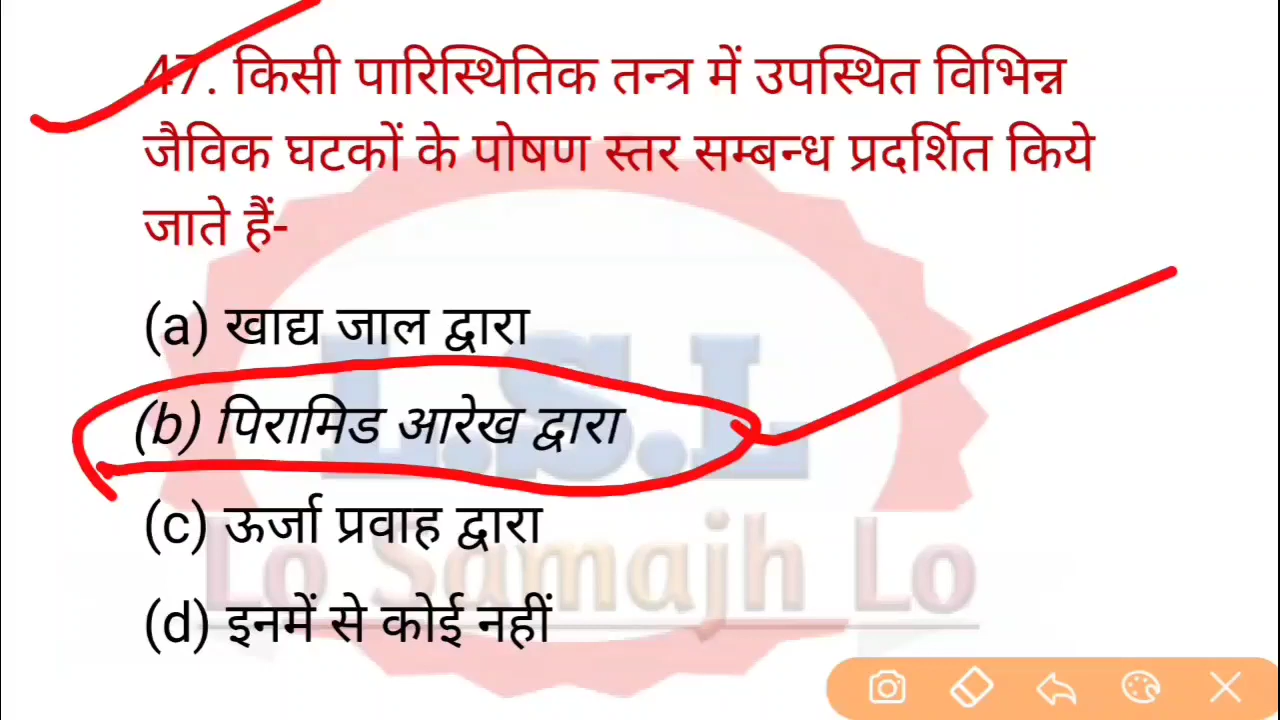 47. किसी पारिस्थितिक तन्त्र में उपस्थित विभिन्न
जैविक घटकों के पोषण स्तर सम्बन्ध प्रदर्शित किये
जाते हैं-
(a) खाद्य जाल द्वारा
(b) पिरामिड आरेख द्वारा
L.S.L
(c) ऊर्जा प्रवाह द्वारा
Lo Samajh Lo
(d) इनमें से कोई नहीं